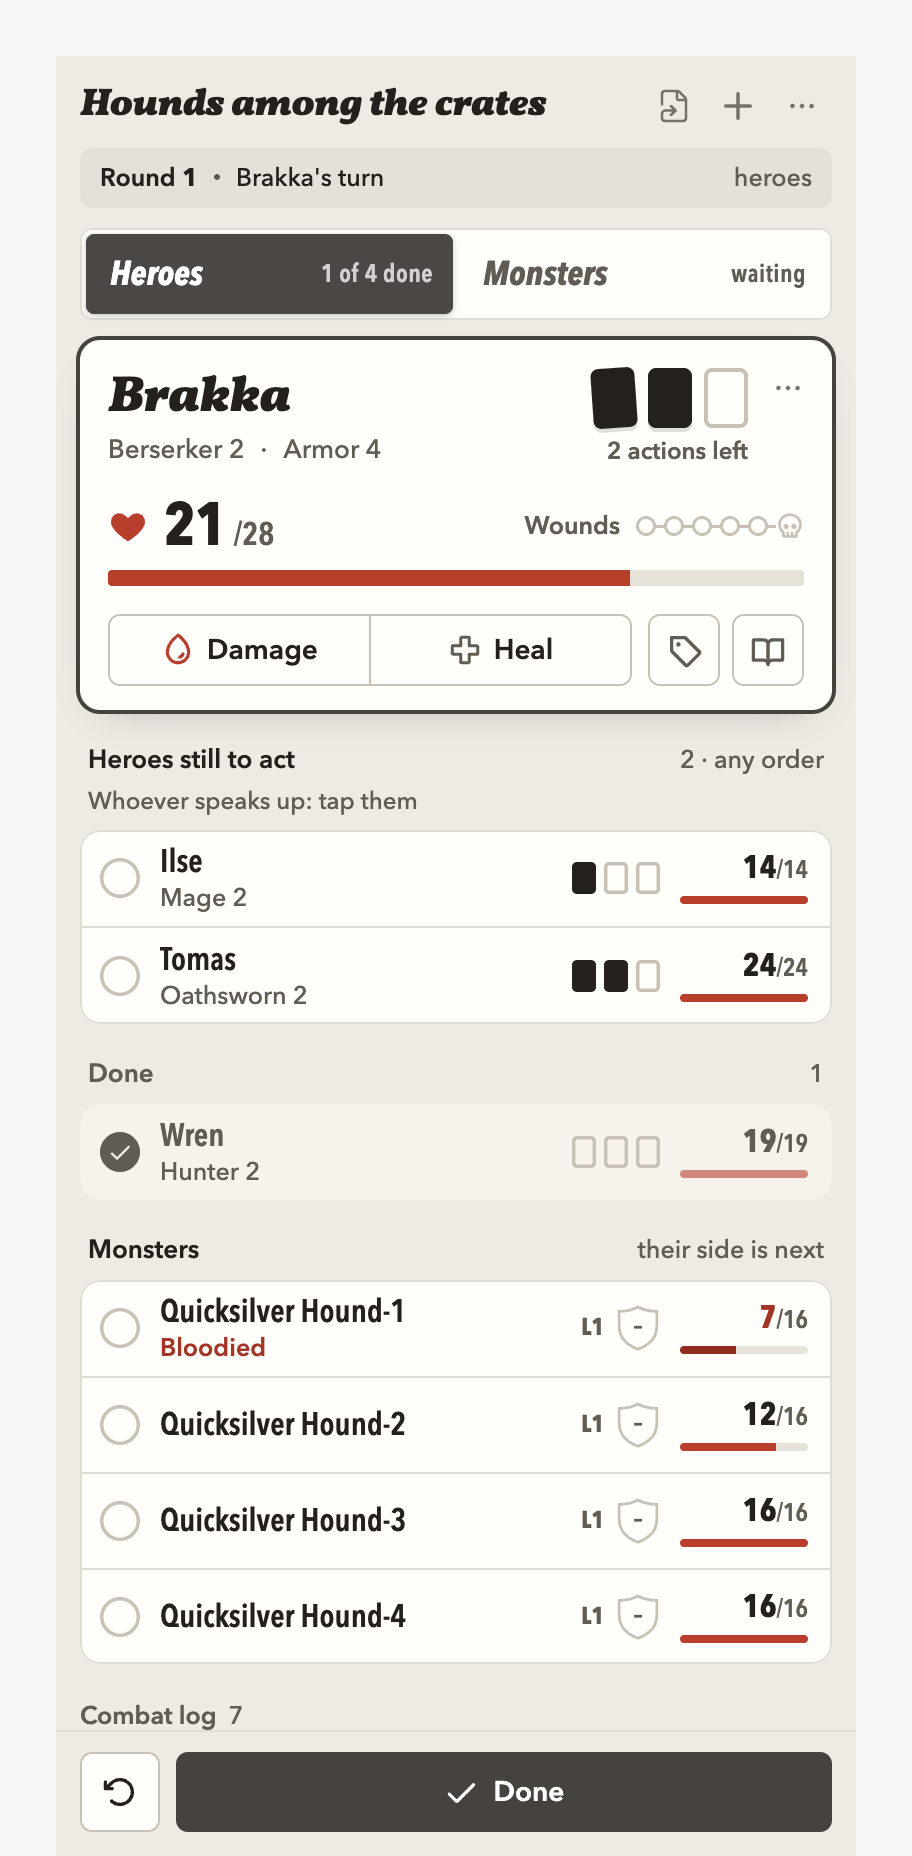 Hounds among the crates
Round 1 • Brakka's turn heroes
Heroes 1 of 4 done Monsters waiting
Brakka
Berserker 2 · Armor 4 2 actions left
21 /28 Wounds
Damage Heal
Heroes still to act 2 · any order
Whoever speaks up: tap them
Ilse 14/14
Mage 2
Tomas 24/24
Oathsworn 2
Done 1
Wren 19/19
Hunter 2
Monsters their side is next
Quicksilver Hound-1 L1 - 7/16
Bloodied
Quicksilver Hound-2 L1 - 12/16
Quicksilver Hound-3 L1 - 16/16
Quicksilver Hound-4 L1 - 16/16
Combat log 7
Done